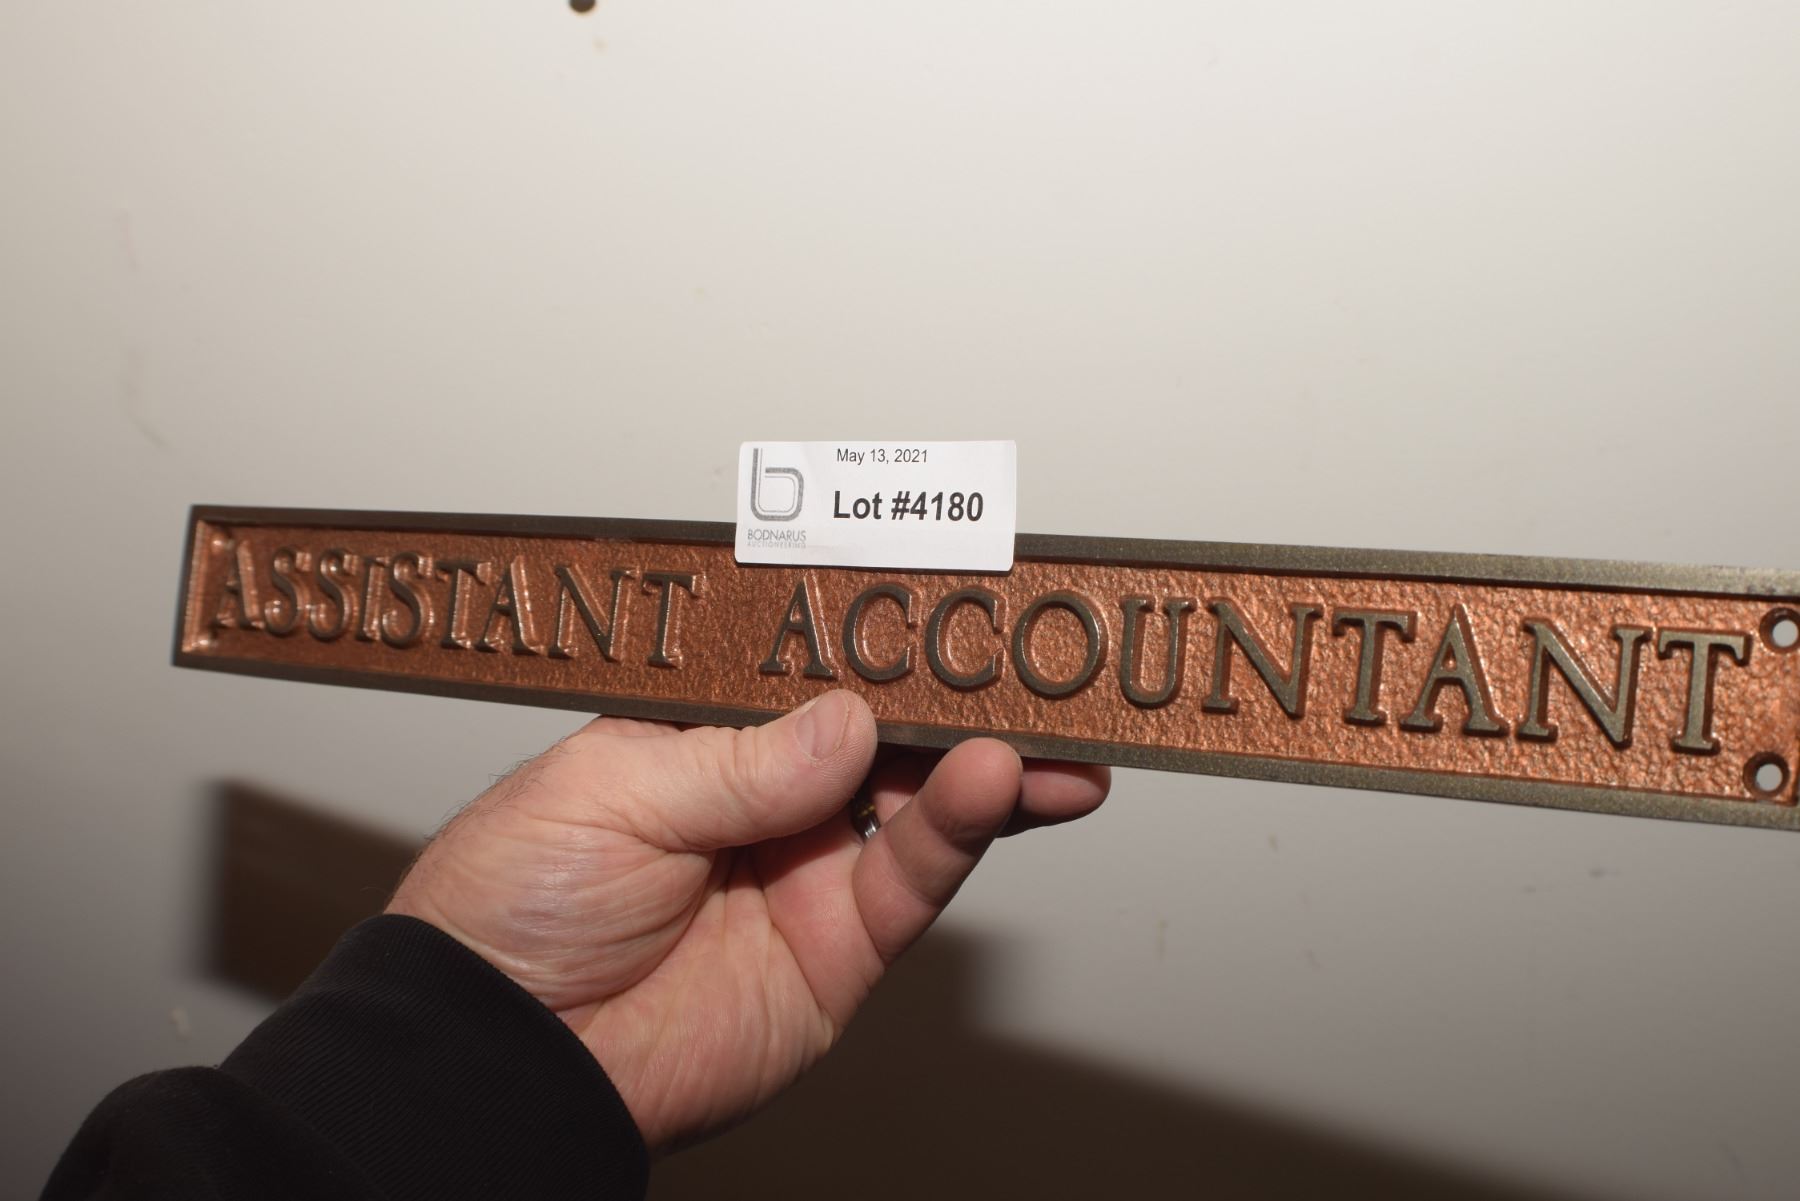 May 13, 2021
Lot #4180
BODNARUS
AUCTIONEERING
ASSISTANT ACCOUNTANT